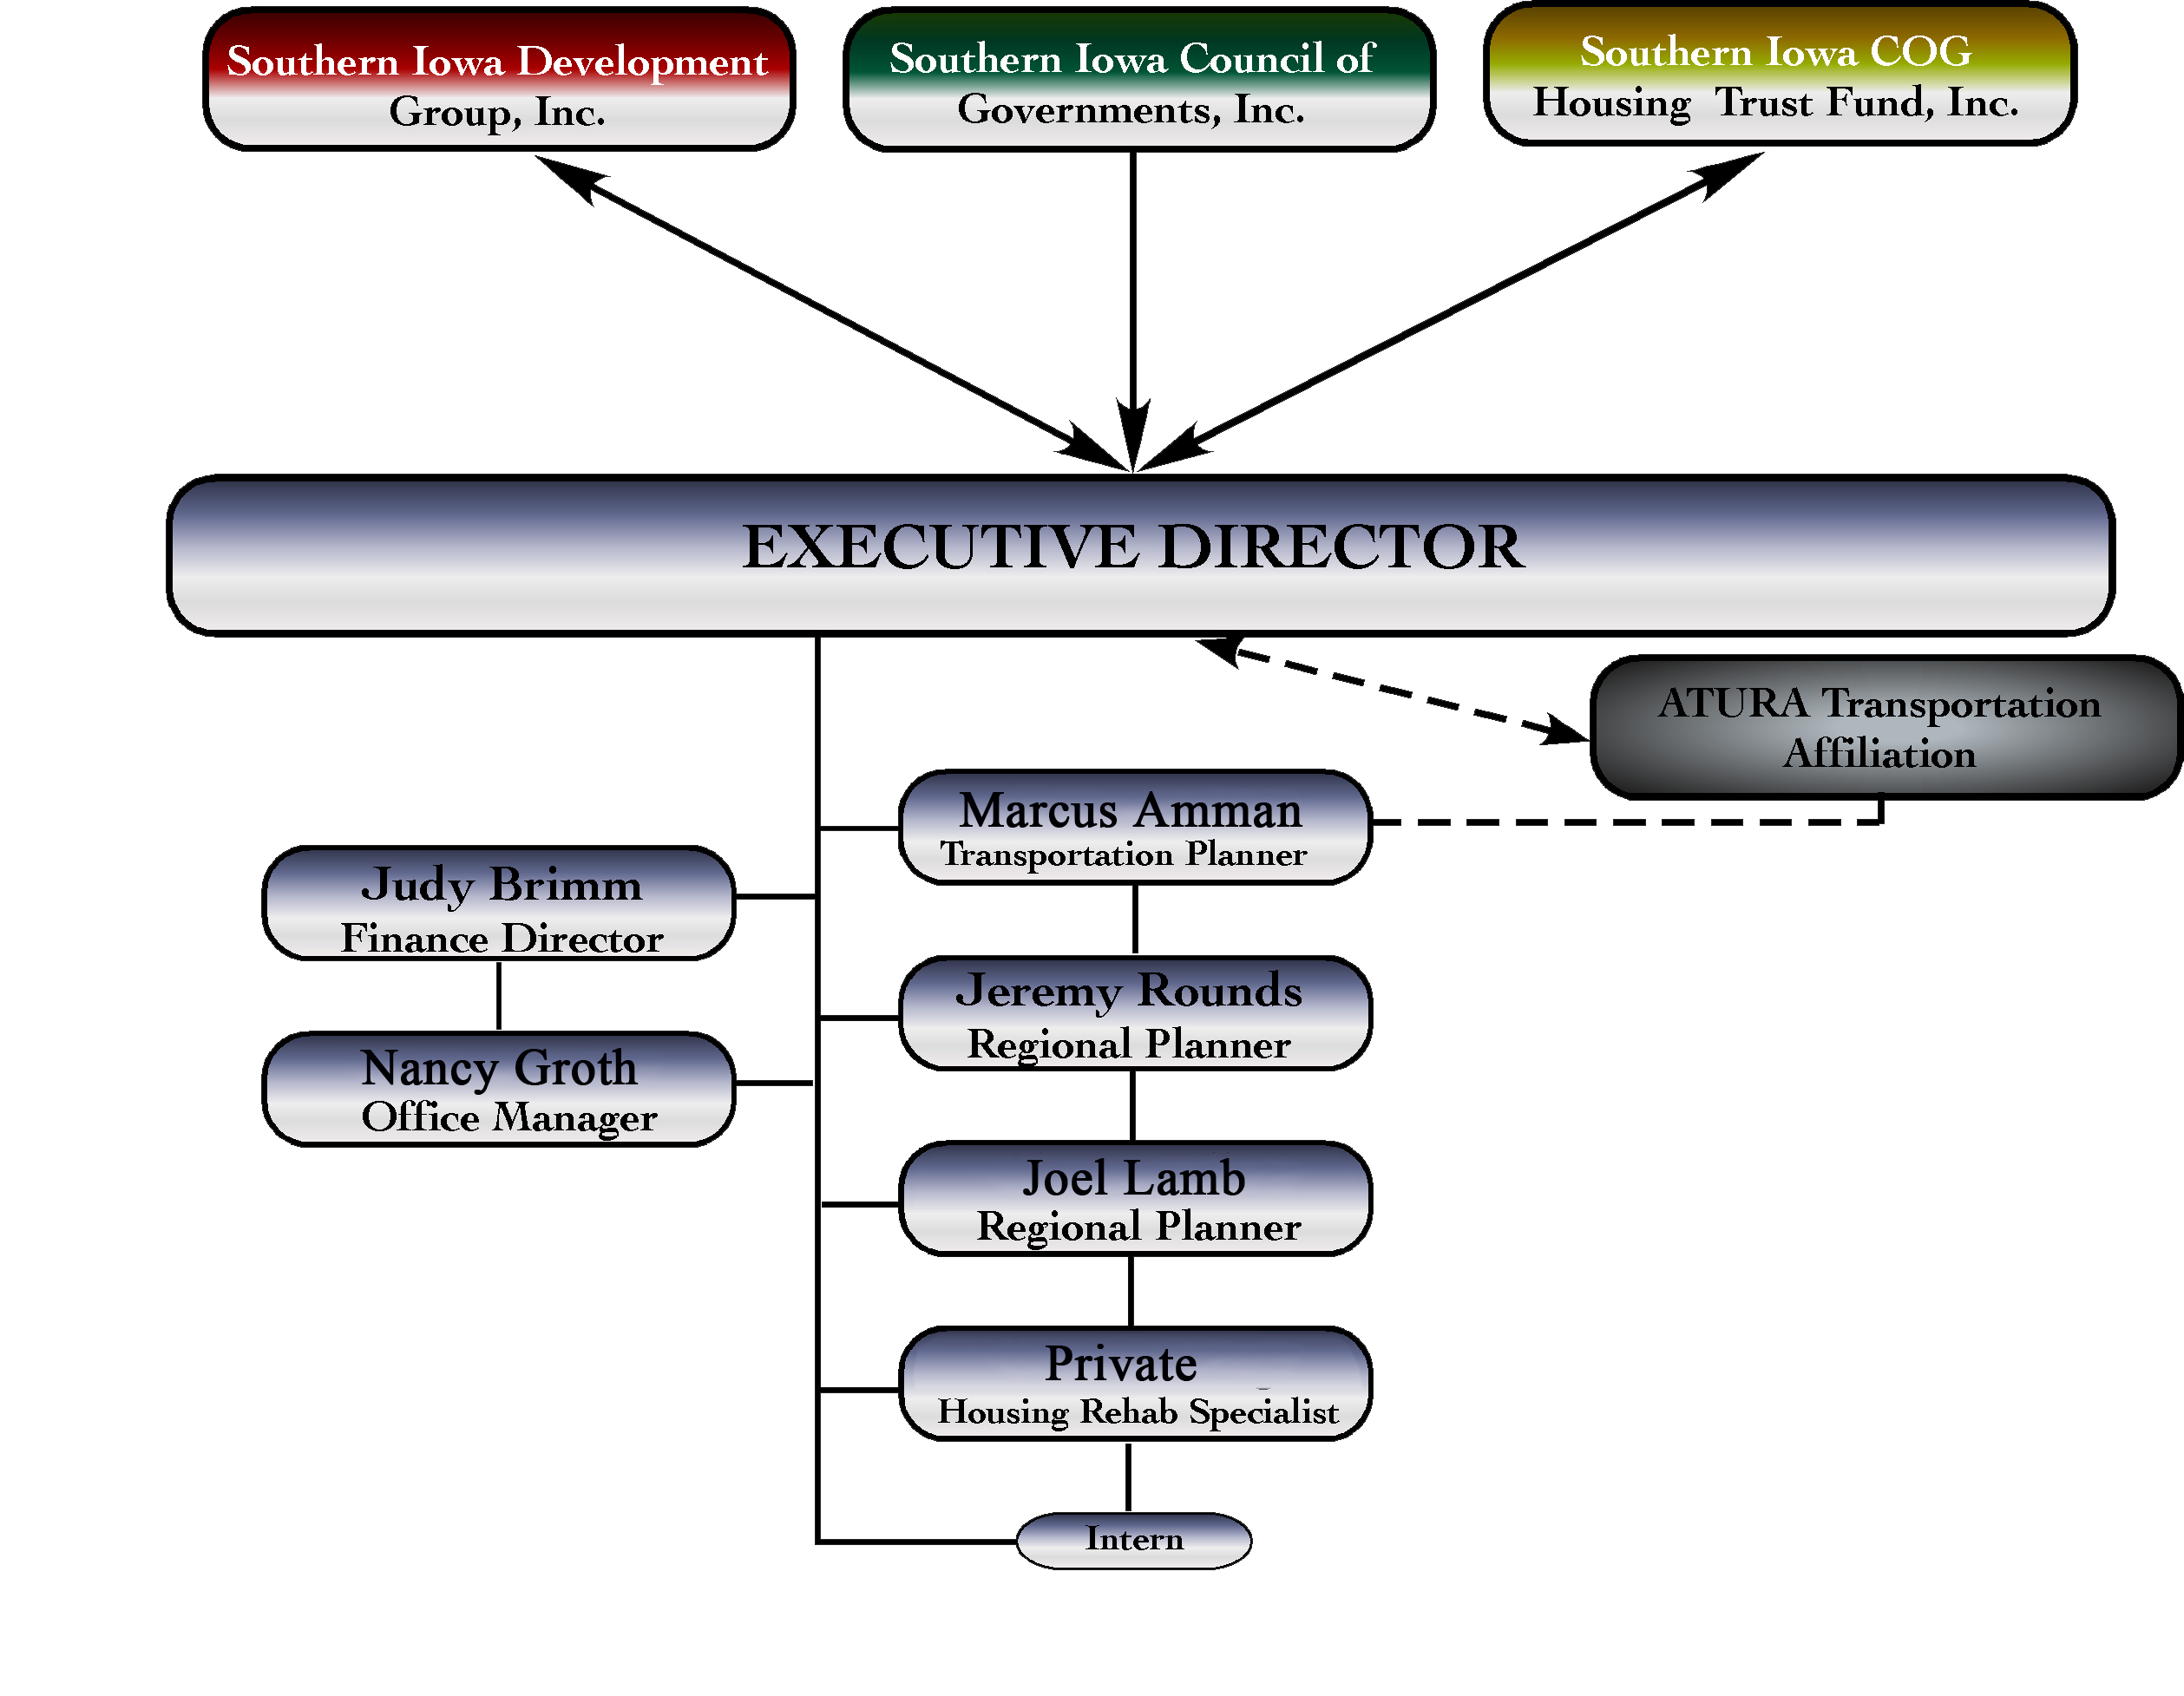 Southern Iowa Development
Group, Inc.
Southern Iowa Council of
Governments, Inc.
Southern Iowa COG
Housing Trust Fund, Inc.
EXECUTIVE DIRECTOR
ATURA Transportation
Affiliation
Marcus Amman
Transportation Planner
Judy Brimm
Finance Director
Jeremy Rounds
Regional Planner
Nancy Groth
Office Manager
Joel Lamb
Regional Planner
Private
Housing Rehab Specialist
Intern